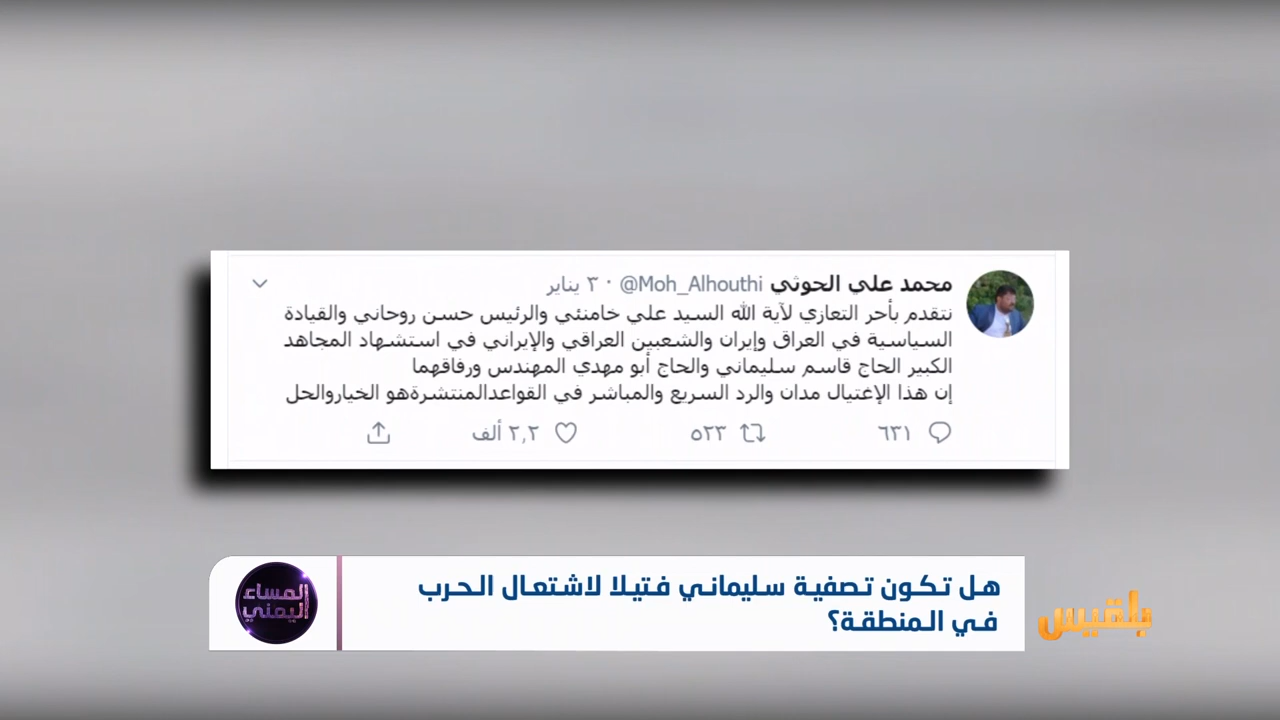 محمد علي الحوثي @Moh_Alhouthi · ٣ يناير
نتقدم بأحر التعازي لآية الله السيد علي خامنئي والرئيس حسن روحاني والقيادة
السياسية في العراق وإيران والشعبين العراقي والإيراني في استشهاد المجاهد
الكبير الحاج قاسم سليماني والحاج أبو مهدي المهندس ورفاقهما
إن هذا الإغتيال مدان والرد السريع والمباشر في القواعدالمنتشرةهو الخياروالحل
٦٣١ ٥٢٣ ٢,٢ ألف
هل تكون تصفية سليماني فتيلا لاشتعال الحرب
في المنطقة؟
المساء
اليمني
بلقيس